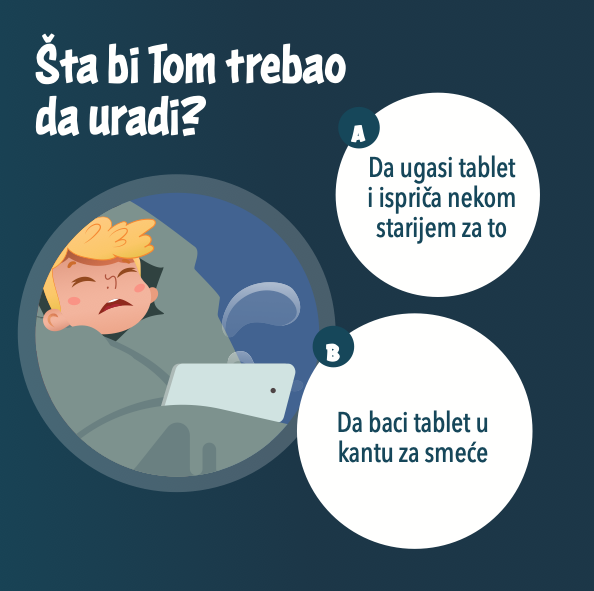 Šta bi Tom trebao
da uradi?
A
Da ugasi tablet
i ispriča nekom
starijem za to
B
Da baci tablet u
kantu za smeće